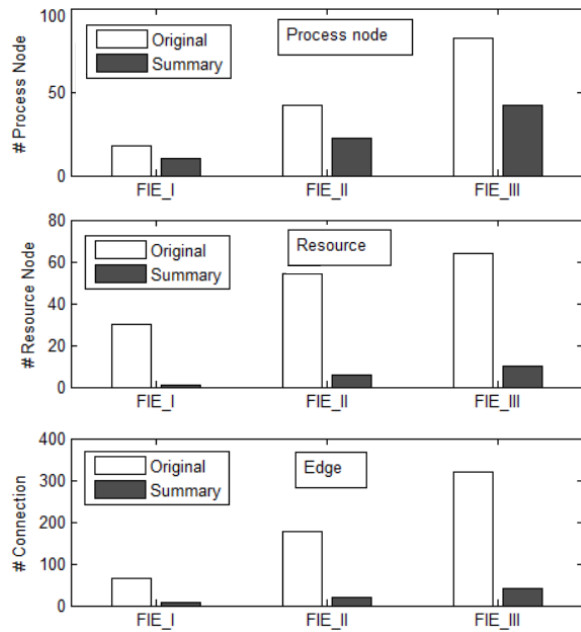 100
50
0
# Process Node
Original
Summary
Process node
FIE_I
FIE_II
FIE_III
80
60
40
20
0
# Resource Node
Original
Summary
Resource
FIE_I
FIE_II
FIE_III
400
300
200
100
0
# Connection
Original
Summary
Edge
FIE_I
FIE_II
FIE_III